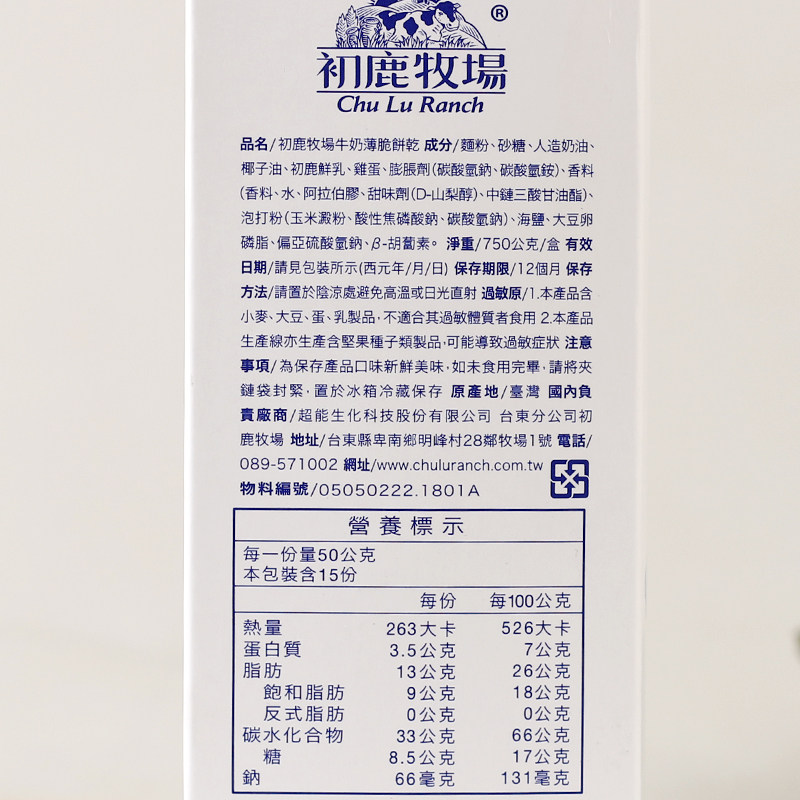 ®
初鹿牧場
Chu Lu Ranch
品名/初鹿牧場牛奶薄脆餅乾 成分/麵粉、砂糖、人造奶油、
椰子油、初鹿鮮乳、雞蛋、膨脹劑(碳酸氫鈉、碳酸氫銨)、香料
(香料、水、阿拉伯膠、甜味劑(D-山梨醇)、中鏈三酸甘油酯)、
泡打粉(玉米澱粉、酸性焦磷酸鈉、碳酸氫鈉)、海鹽、大豆卵
磷脂、偏亞硫酸氫鈉、β-胡蔔素。 淨重/750公克/盒 有效
日期/請見包裝所示(西元年/月/日) 保存期限/12個月 保存
方法/請置於陰涼處避免高溫或日光直射 過敏原/1.本產品含
小麥、大豆、蛋、乳製品,不適合其過敏體質者食用 2.本產品
生產線亦生產含堅果種子類製品,可能導致過敏症狀 注意
事項/為保存產品口味新鮮美味,如未食用完畢,請將夾
鏈袋封緊,置於冰箱冷藏保存 原產地/臺灣 國內負
責廠商/超能生化科技股份有限公司 台東分公司初
鹿牧場 地址/台東縣卑南鄉明峰村28鄰牧場1號 電話/
089-571002 網址/www.chuluranch.com.tw
物料編號/05050222.1801A
營養標示
每一份量50公克
本包裝含15份
每份 每100公克
熱量 263大卡 526大卡
蛋白質 3.5公克 7公克
脂肪 13公克 26公克
飽和脂肪 9公克 18公克
反式脂肪 0公克 0公克
碳水化合物 33公克 66公克
糖 8.5公克 17公克
鈉 66毫克 131毫克